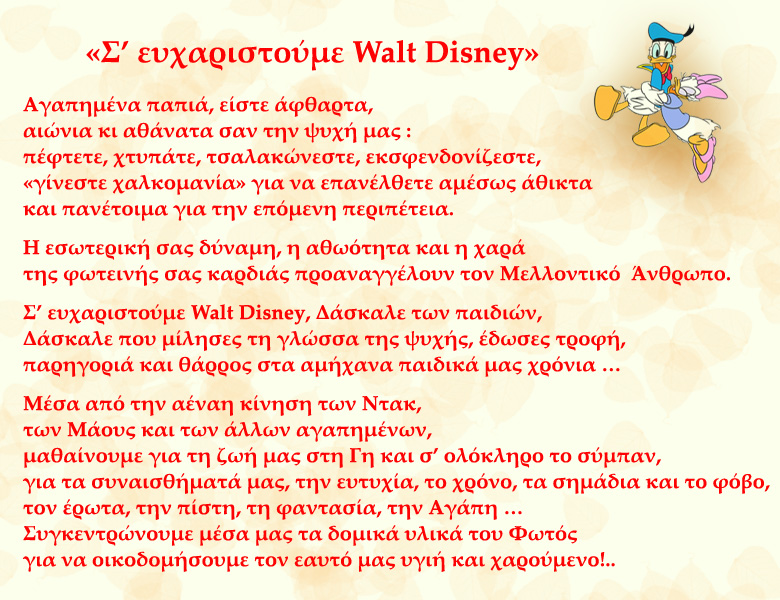 «Σ’ ευχαριστούμε Walt Disney»
Αγαπημένα παπιά, είστε άφθαρτα,
αιώνια κι αθάνατα σαν την ψυχή μας :
πέφτετε, χτυπάτε, τσαλακώνεστε, εκσφενδονίζεστε,
«γίνεστε χαλκομανία» για να επανέλθετε αμέσως άθικτα
και πανέτοιμα για την επόμενη περιπέτεια.
Η εσωτερική σας δύναμη, η αθωότητα και η χαρά
της φωτεινής σας καρδιάς προαναγγέλουν τον Μελλοντικό Άνθρωπο.
Σ’ ευχαριστούμε Walt Disney, Δάσκαλε των παιδιών,
Δάσκαλε που μίλησες τη γλώσσα της ψυχής, έδωσες τροφή,
παρηγοριά και θάρρος στα αμήχανα παιδικά μας χρόνια …
Μέσα από την αέναη κίνηση των Ντακ,
των Μάους και των άλλων αγαπημένων,
μαθαίνουμε για τη ζωή μας στη Γη και σ’ ολόκληρο το σύμπαν,
για τα συναισθήματά μας, την ευτυχία, το χρόνο, τα σημάδια και το φόβο,
τον έρωτα, την πίστη, τη φαντασία, την Αγάπη …
Συγκεντρώνουμε μέσα μας τα δομικά υλικά του Φωτός
για να οικοδομήσουμε τον εαυτό μας υγιή και χαρούμενο!..